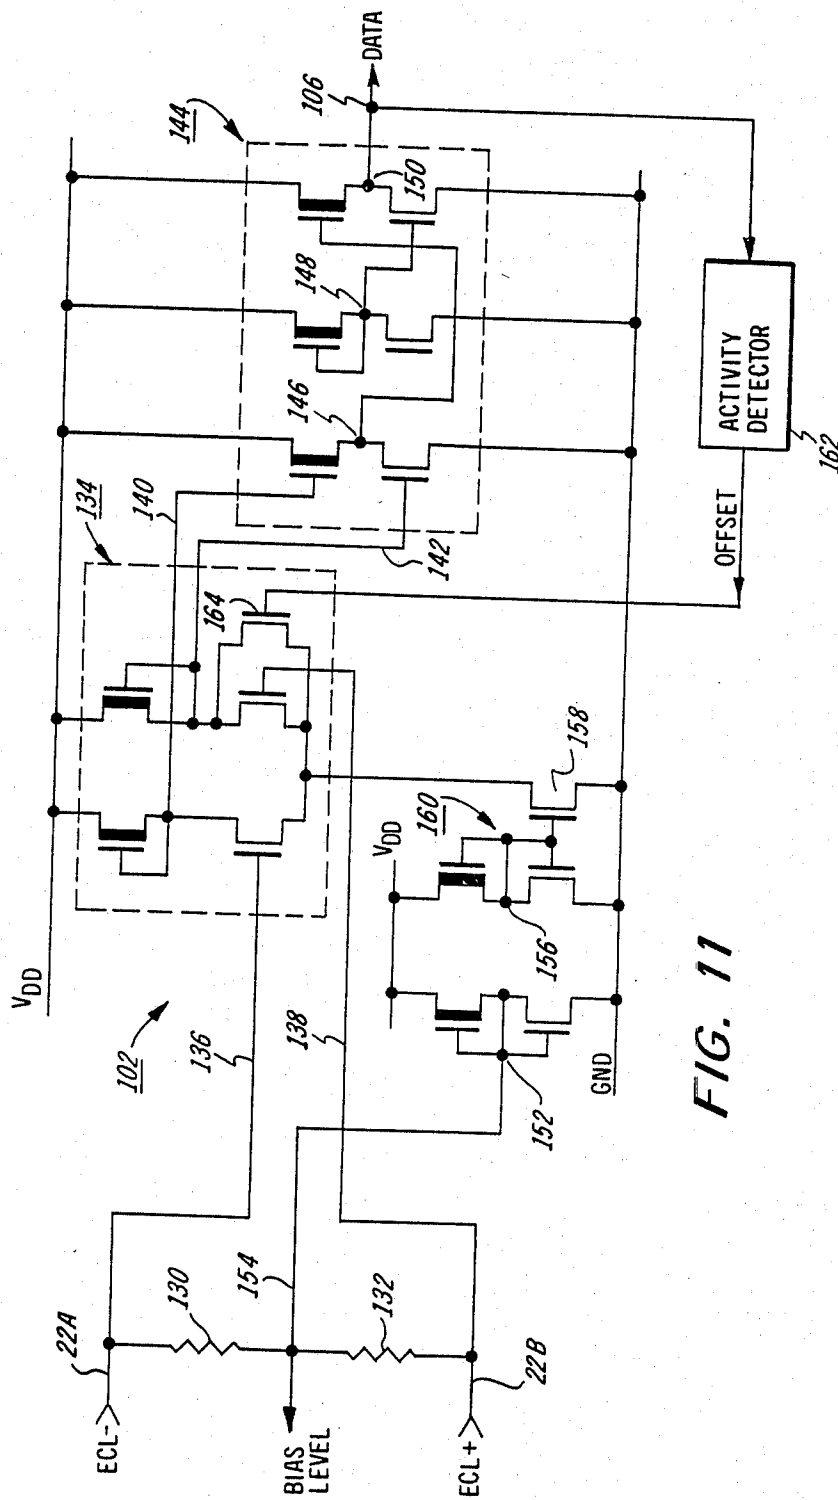 22A
ECL-
130
154
BIAS
LEVEL
132
ECL+
22B
VDD
102
136
138
134
140
142
164
144
146
148
150
106
DATA
152
156
160
VDD
158
GND
OFFSET
ACTIVITY
DETECTOR
162
FIG. 11